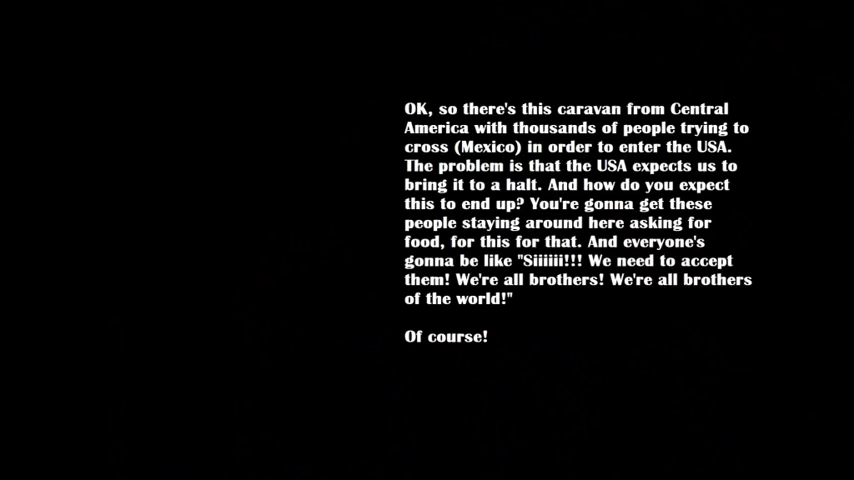 OK, so there's this caravan from Central
America with thousands of people trying to
cross (Mexico) in order to enter the USA.
The problem is that the USA expects us to
bring it to a halt. And how do you expect
this to end up? You're gonna get these
people staying around here asking for
food, for this for that. And everyone's
gonna be like "Siiiiii!!! We need to accept
them! We're all brothers! We're all brothers
of the world!"
Of course!